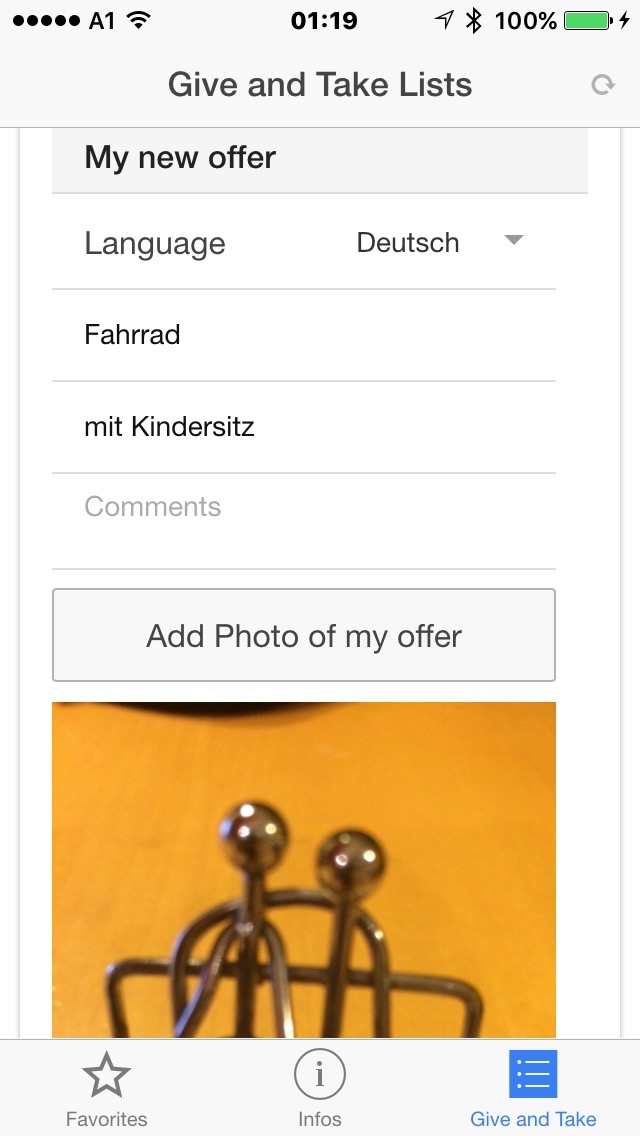 A1 01:19 100%
Give and Take Lists
My new offer
Language Deutsch
Fahrrad
mit Kindersitz
Comments
Add Photo of my offer
Favorites Infos Give and Take